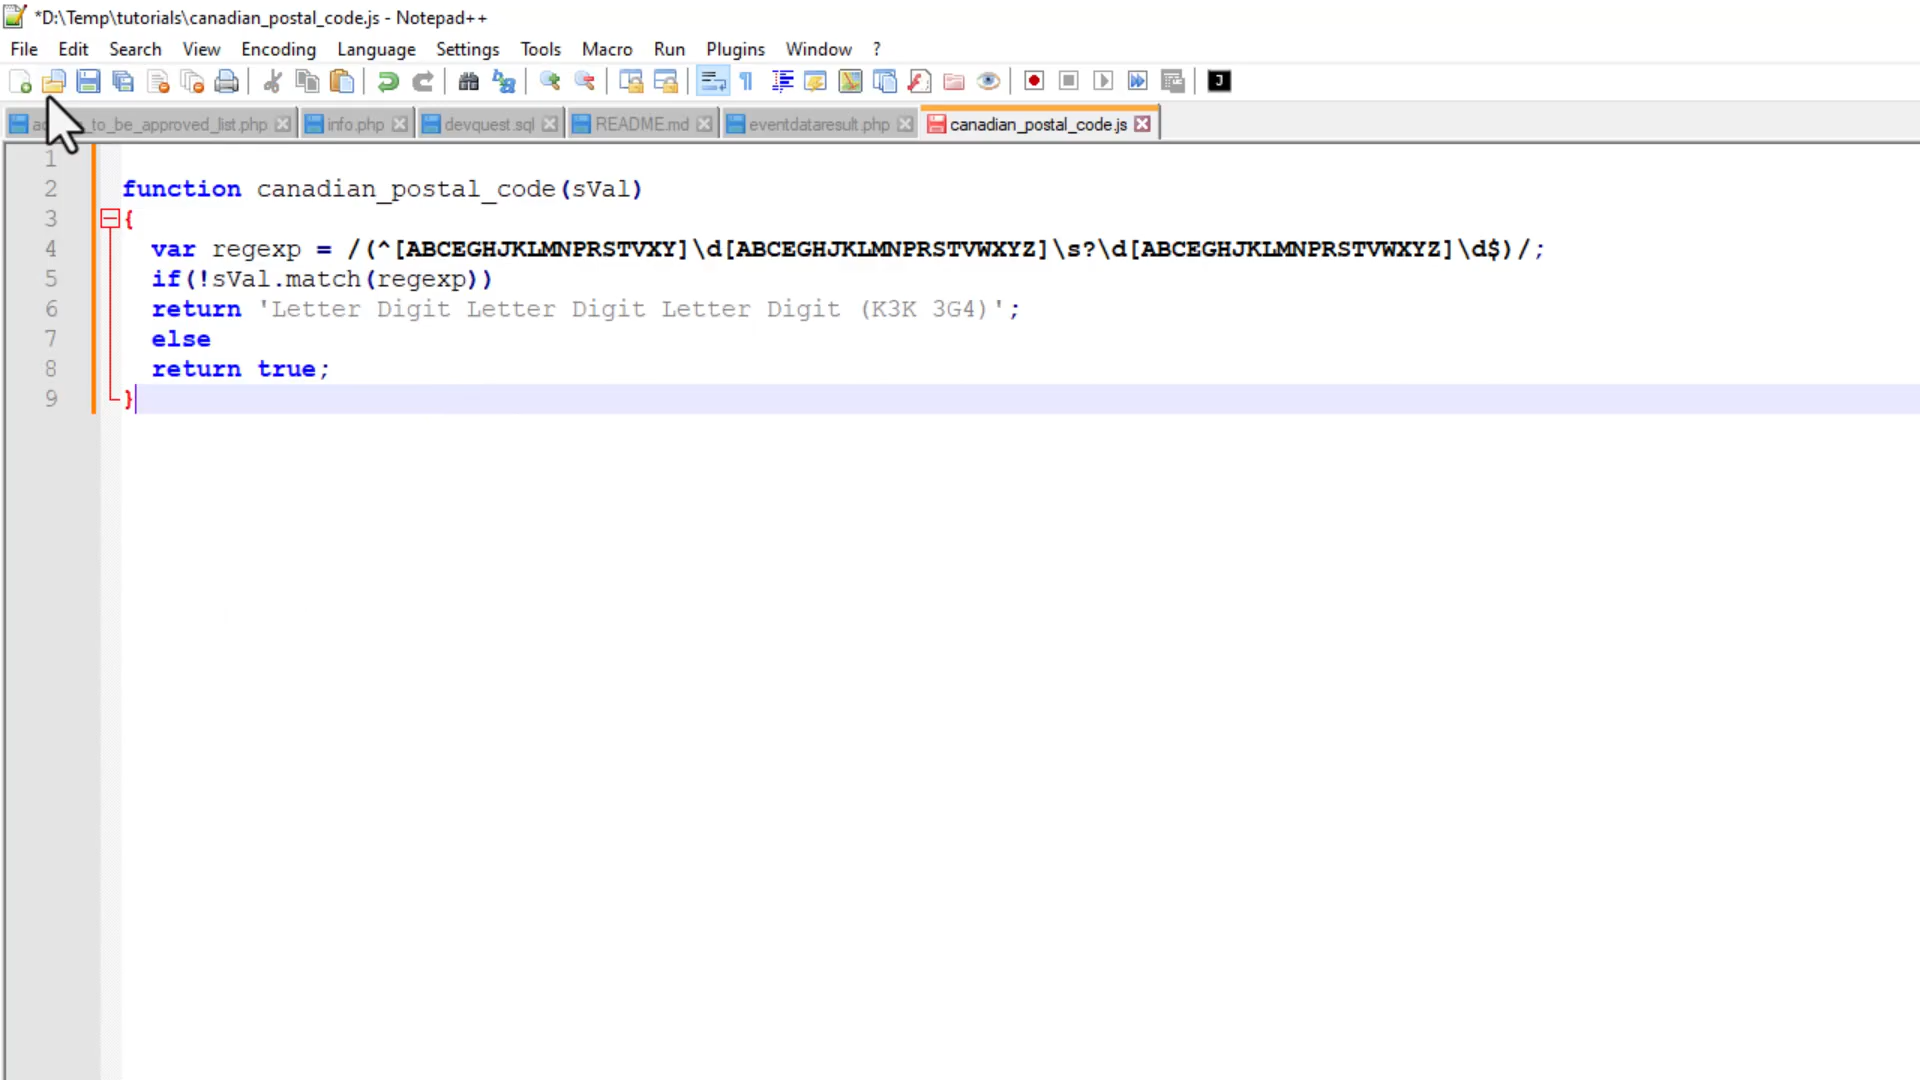 *D:\Temp\tutorials\canadian_postal_code.js - Notepad++
File Edit Search View Encoding Language Settings Tools Macro Run Plugins Window ?
J
_to_be_approved_list.php info.php devquest.sql README.md eventdataresult.php canadian_postal_code.js
1
2 function canadian_postal_code(sVal)
3 {
4 var regexp = /(^[ABCEGHJKLMNPRSTVXY]\d[ABCEGHJKLMNPRSTVWXYZ]\s?\d[ABCEGHJKLMNPRSTVWXYZ]\d$)/;
5 if(!sVal.match(regexp))
6 return 'Letter Digit Letter Digit Letter Digit (K3K 3G4)';
7 else
8 return true;
9 }